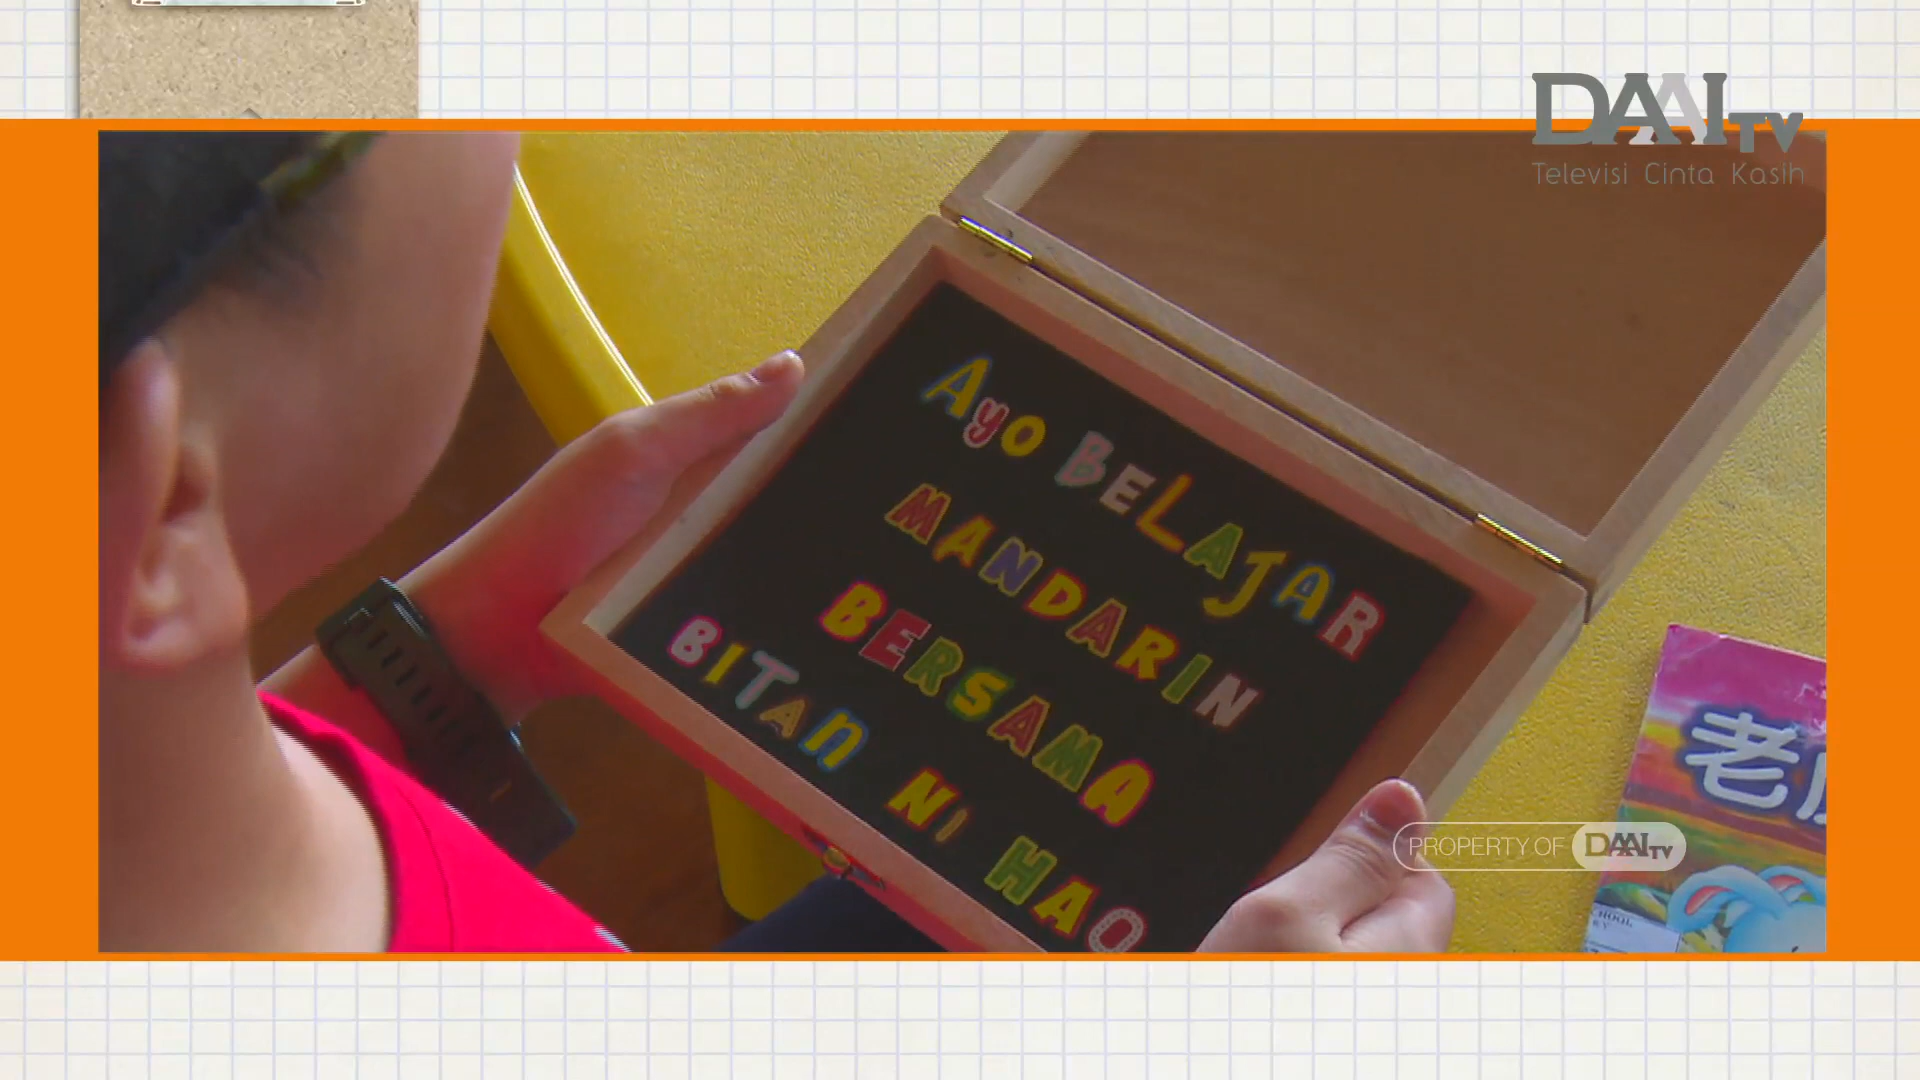 DAAI TV
Televisi Cinta Kasih
Ayo BELAJAR
MANDARIN
BERSAMA
BITAN Ni HAO
老
PROPERTY OF DAAI TV